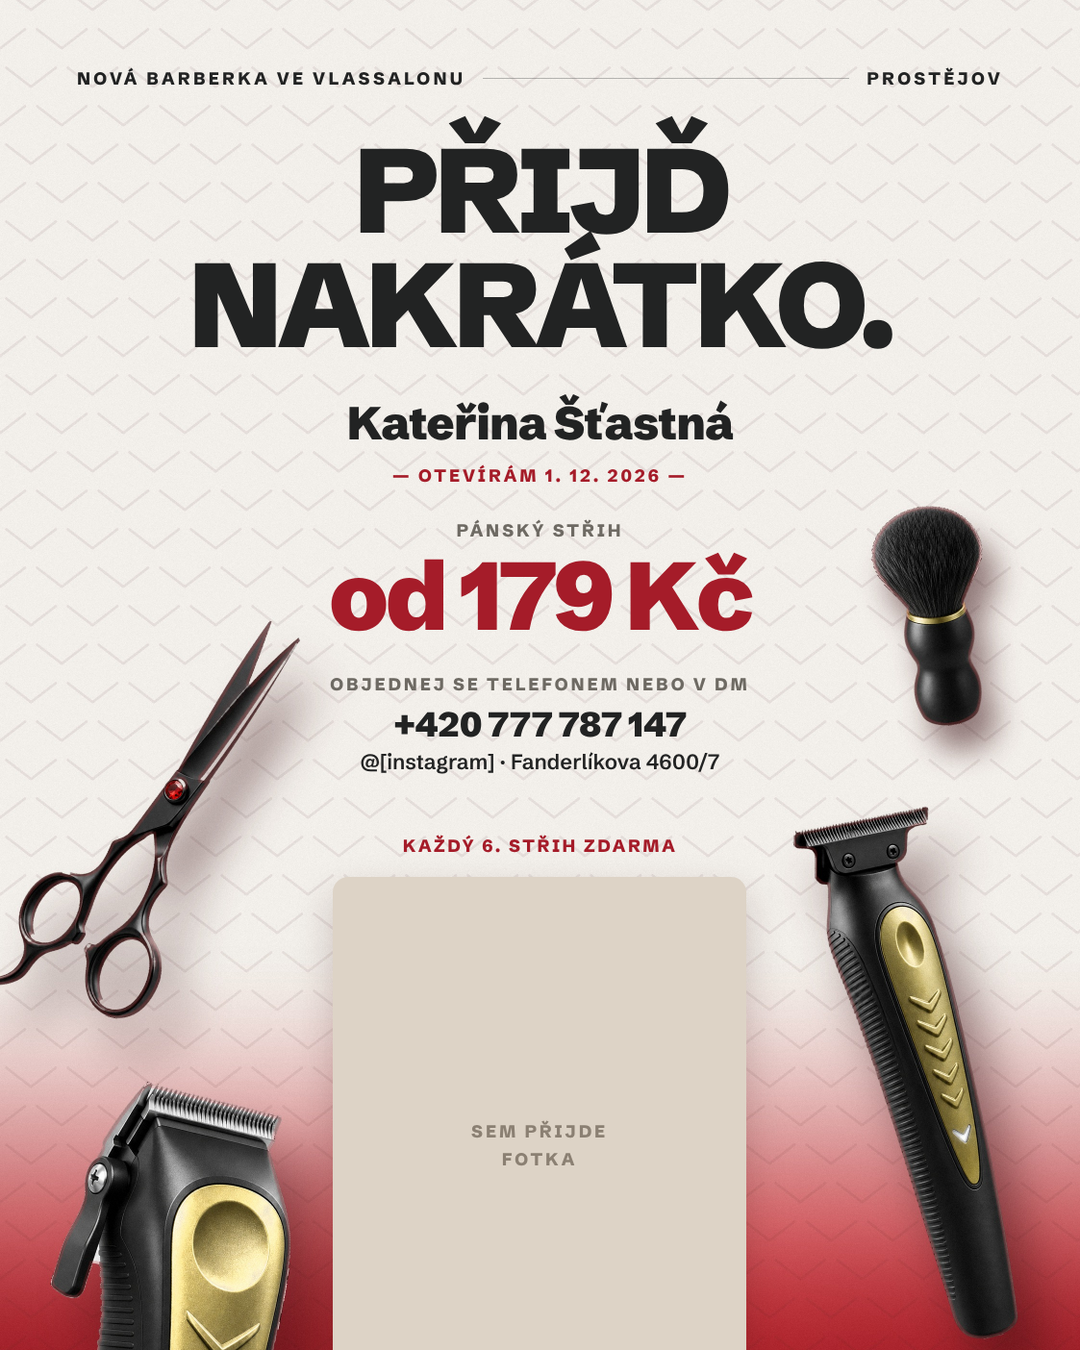 NOVÁ BARBERKA VE VLASSALONU
PROSTĚJOV
PŘIJĎ
NAKRÁTKO.
Kateřina Šťastná
— OTEVÍRÁM 1. 12. 2026 —
PÁNSKÝ STŘIH
od 179 Kč
OBJEDNEJ SE TELEFONEM NEBO V DM
+420 777 787 147
@[instagram] · Fanderlíkova 4600/7
KAŽDÝ 6. STŘIH ZDARMA
SEM PŘIJDE
FOTKA